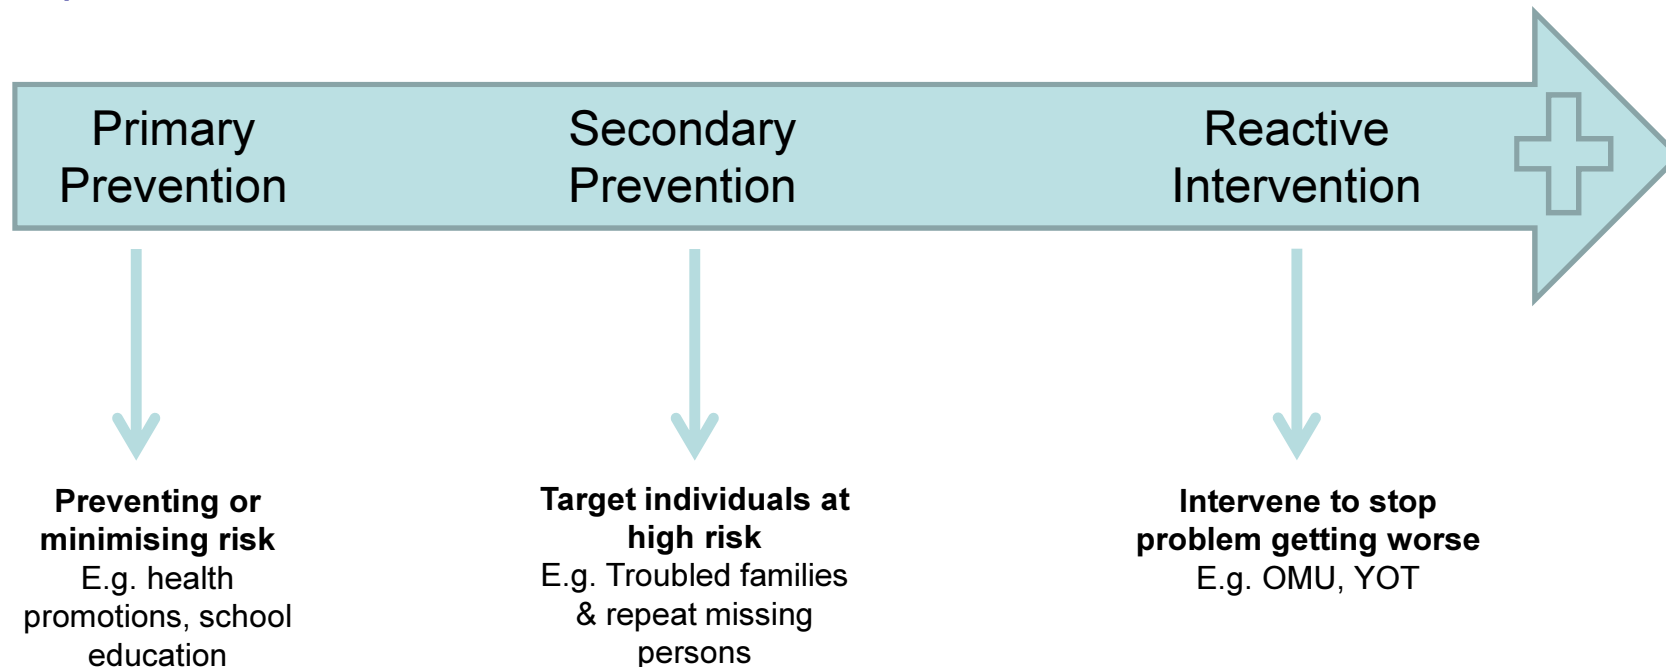 Primary
Prevention
Secondary
Prevention
Reactive
Intervention
Preventing or
minimising risk
E.g. health
promotions, school
education
Target individuals at
high risk
E.g. Troubled families
& repeat missing
persons
Intervene to stop
problem getting worse
E.g. OMU, YOT